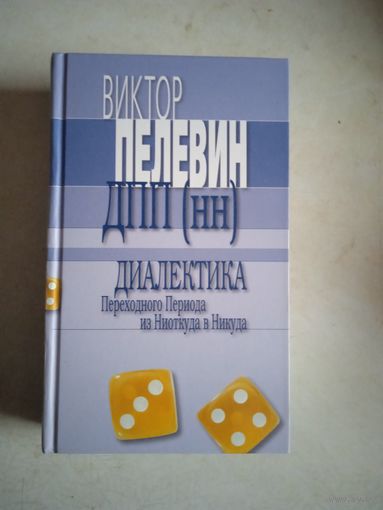 ВИКТОР
ПЕЛЕВИН
ДПП (нн)
ДИАЛЕКТИКА
Переходного Периода
из Ниоткуда в Никуда